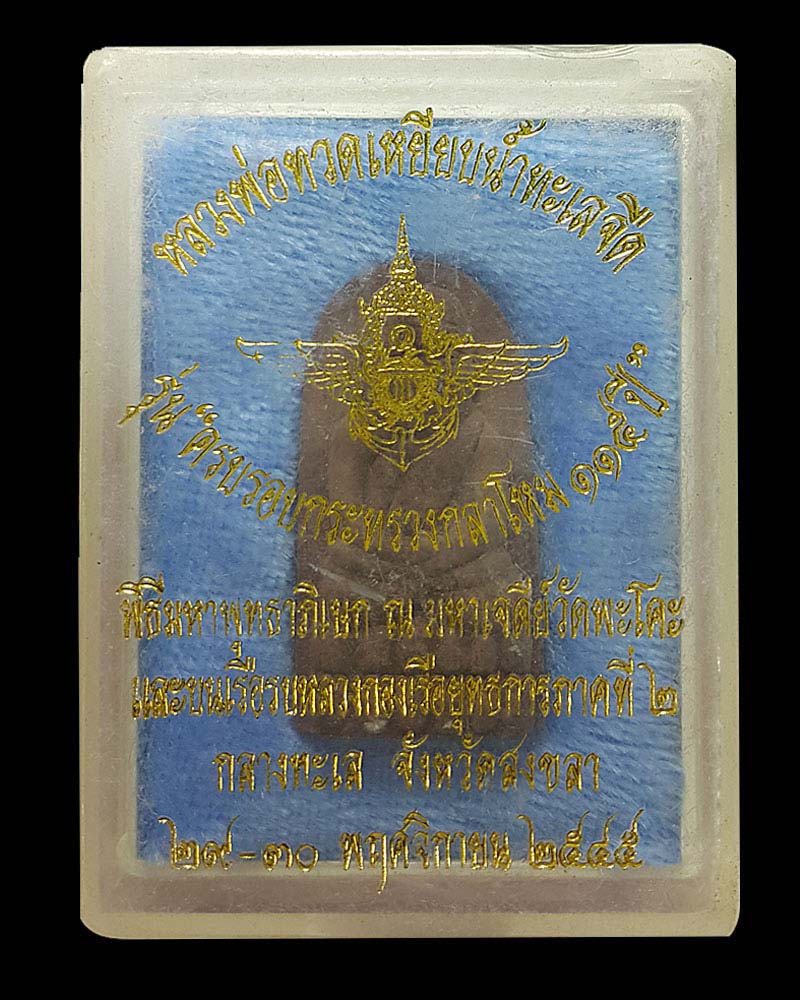 หลวงพ่อทวดเหยียบน้ำทะเลจืด
รุ่น "ครบรอบกระทรวงกลาโหม ๑๑๕ ปี"
พิธีมหาพุทธาภิเษก ณ มหาเจดีย์วัดพะโคะ
และบนเรือรบหลวงกองเรือยุทธการภาคที่ ๒
กลางทะเล จังหวัดสงขลา
๒๙-๓๐ พฤศจิกายน ๒๕๔๕